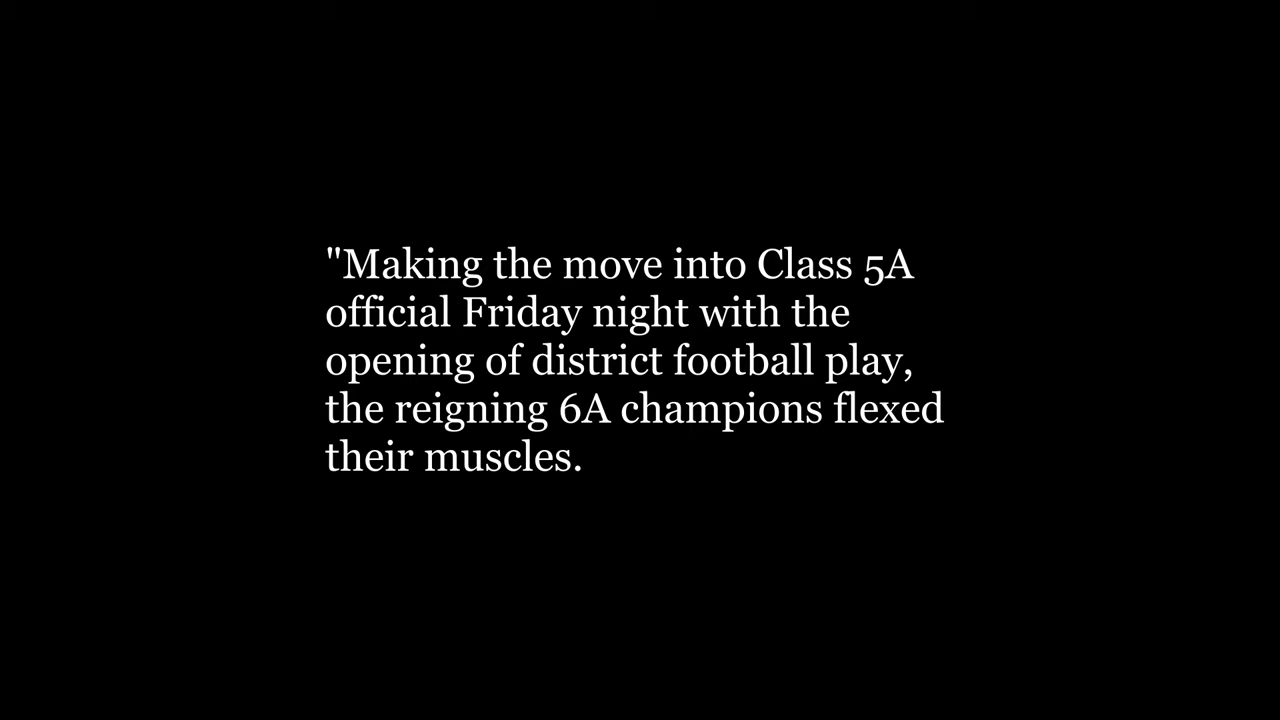 "Making the move into Class 5A
official Friday night with the
opening of district football play,
the reigning 6A champions flexed
their muscles.